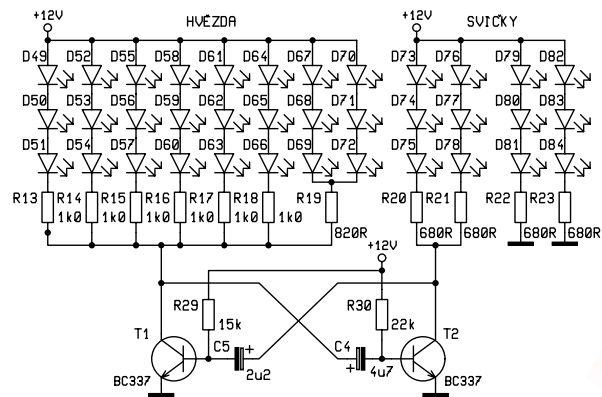 +12V HVĚZDA +12V SVÍČKY
D49 D52 D55 D58 D61 D64 D67 D70 D73 D76 D79 D82
D50 D53 D56 D59 D62 D65 D68 D71 D74 D77 D80 D83
D51 D54 D57 D60 D63 D66 D69 D72 D75 D78 D81 D84
R13 R14 R15 R16 R17 R18 R19 R20 R21 R22 R23
1k0 1k0 1k0 1k0 1k0 1k0 820R 680R 680R 680R 680R
+12V
R29 R30
15k 22k
T1 C5 + C4 T2
+
2u2 4u7
BC337 BC337